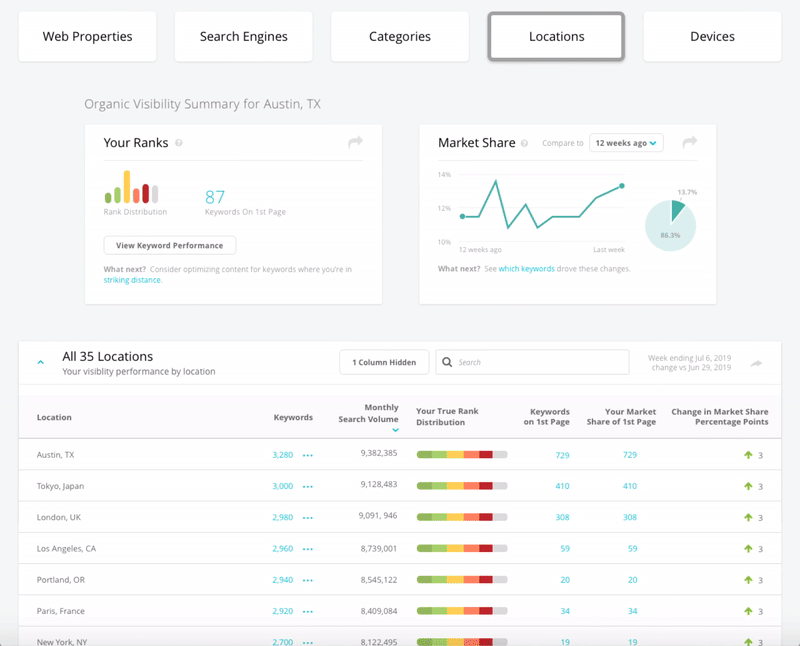 Web Properties
Search Engines
Categories
Locations
Devices
Organic Visibility Summary for Austin, TX
Your Ranks ?
Rank Distribution
87
Keywords On 1st Page
View Keyword Performance
What next? Consider optimizing content for keywords where you're in
striking distance.
Market Share ?
Compare to
12 weeks ago
14%
12%
10%
12 weeks ago
Last week
13.7%
86.3%
What next? See which keywords drove these changes.
All 35 Locations
Your visiblity performance by location
1 Column Hidden
Search
Week ending Jul 6, 2019
change vs Jun 29, 2019
Location
Keywords
Monthly
Search Volume
Your True Rank
Distribution
Keywords
on 1st Page
Your Market
Share of 1st Page
Change in Market Share
Percentage Points
Austin, TX 3,280 ••• 9,382,385 729 729 3
Tokyo, Japan 3,000 ••• 9,128,483 410 410 3
London, UK 2,980 ••• 9,091, 946 308 308 3
Los Angeles, CA 2,960 ••• 8,739,001 59 59 3
Portland, OR 2,940 ••• 8,545,122 20 20 3
Paris, France 2,920 ••• 8,409,084 34 34 3
New York, NY 2,700 ••• 8,122,495 19 19 3